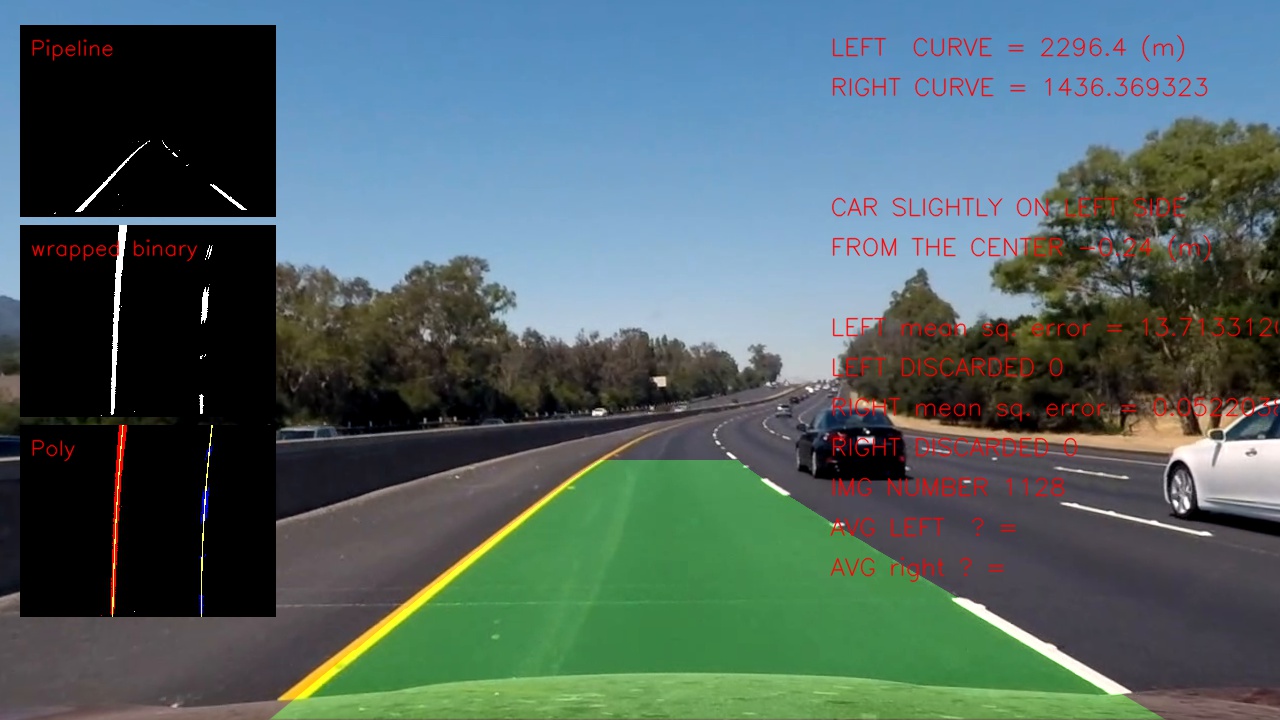 Pipeline
wrapped binary
Poly
LEFT CURVE = 2296.4 (m)
RIGHT CURVE = 1436.369323
CAR SLIGHTLY ON LEFT SIDE
FROM THE CENTER -0.24 (m)
LEFT mean sq. error = 13.7133120
LEFT DISCARDED 0
RIGHT mean sq. error = 0.052203
RIGHT DISCARDED 0
IMG NUMBER 1128
AVG LEFT ? =
AVG right ? =